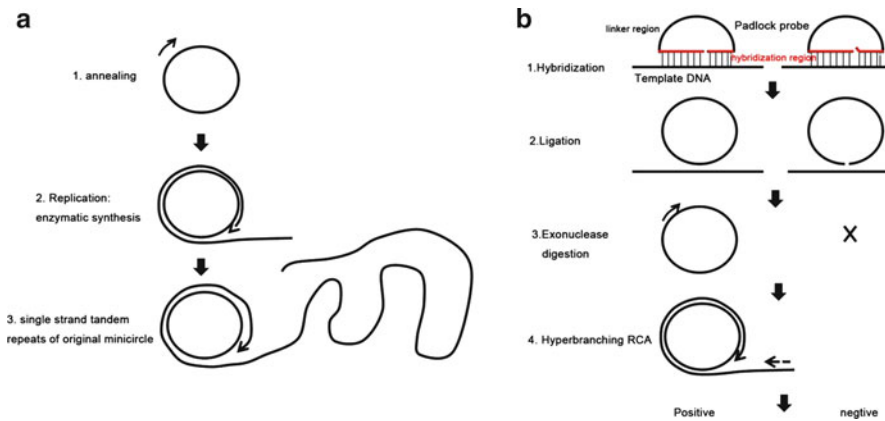 a
1. annealing
2. Replication:
enzymatic synthesis
3. single strand tandem
repeats of original minicircle
b
linker region
Padlock probe
hybridization region
1.Hybridization
Template DNA
2.Ligation
3.Exonuclease
digestion
X
4. Hyperbranching RCA
Positive
negtive